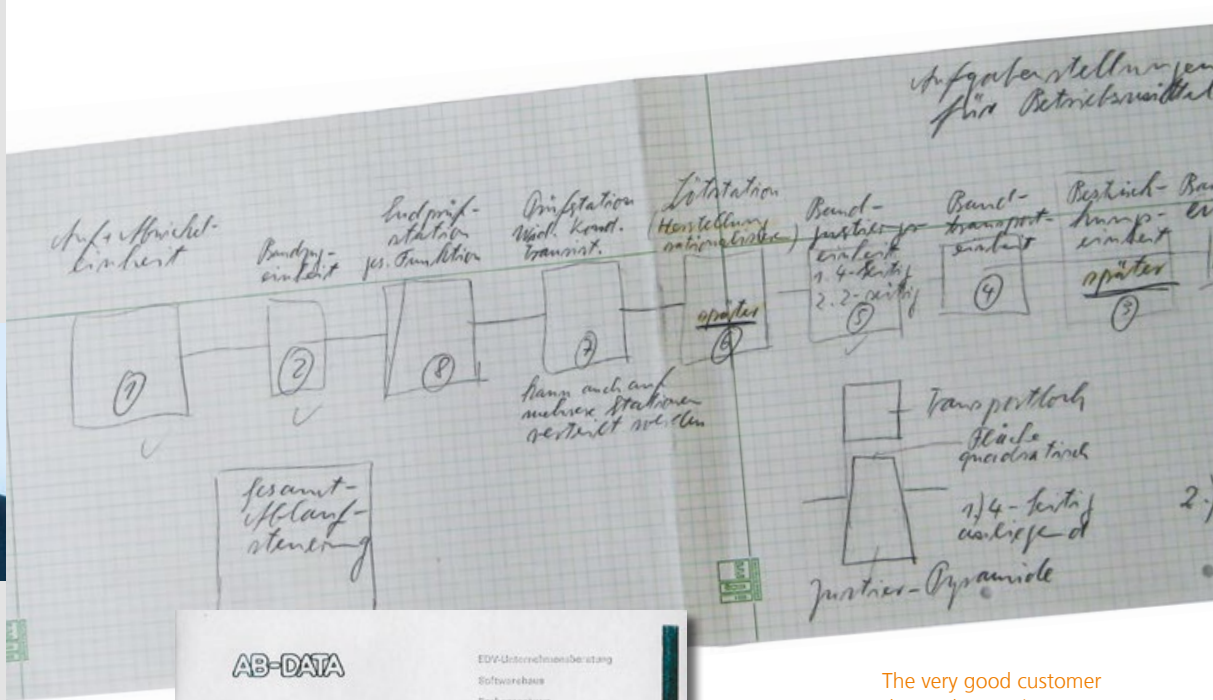 Aufgabenstellungen
für Betriebsmittel
Auf + Abwickel-
einheit
①
Bandzug-
einheit
②
Endprüf-
station
ges. Funktion
⑧
Prüfstation
Wid. Kond.
Transist.
⑦
kann auch auf
mehrere Stationen
verteilt werden
Lötstation
(Herstellung
rationalisieren)
später
⑥
Band-
einheit
1. 4-seitig
2. 2-seitig
⑤
Band-
transport-
einheit
④
einheit
später
③
Transportloch
Fläche
quadratisch
1) 4-seitig
anliegend
2.)
Justier-Pyramide
Gesamt-
Ablauf-
steuerung
AB-DATA
EDV-Unternehmensberatung
Softwarehaus
The very good customer